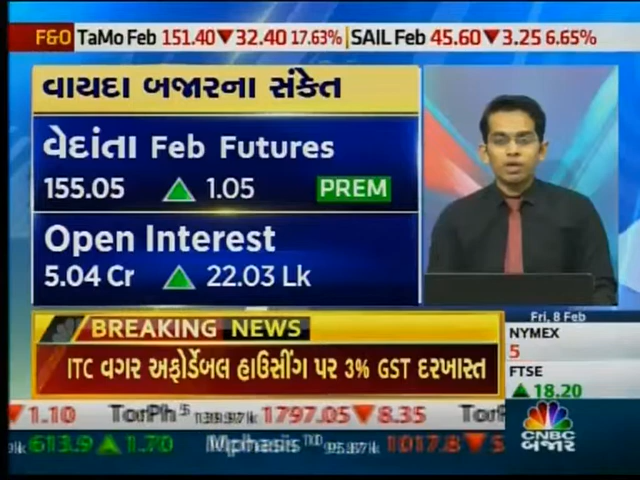 F&O TaMo Feb 151.40▼32.40 17.63% | SAIL Feb 45.60▼3.25 6.65%
વાયદા બજારના સંકેત
વેદાંતા Feb Futures
155.05 ▲ 1.05 PREM
Open Interest
5.04 Cr ▲ 22.03 Lk
Fri, 8 Feb
BREAKING NEWS
ITC વગર અફોર્ડેબલ હાઉસીંગ પર 3% GST દરખાસ્ત
NYMEX
5
FTSE
▲ 18.20
▼1.10 TorPh 1797.05▼8.35 TorP
613.9▲1.70 Mphasis 1017.8▼5
CNBC
બજાર